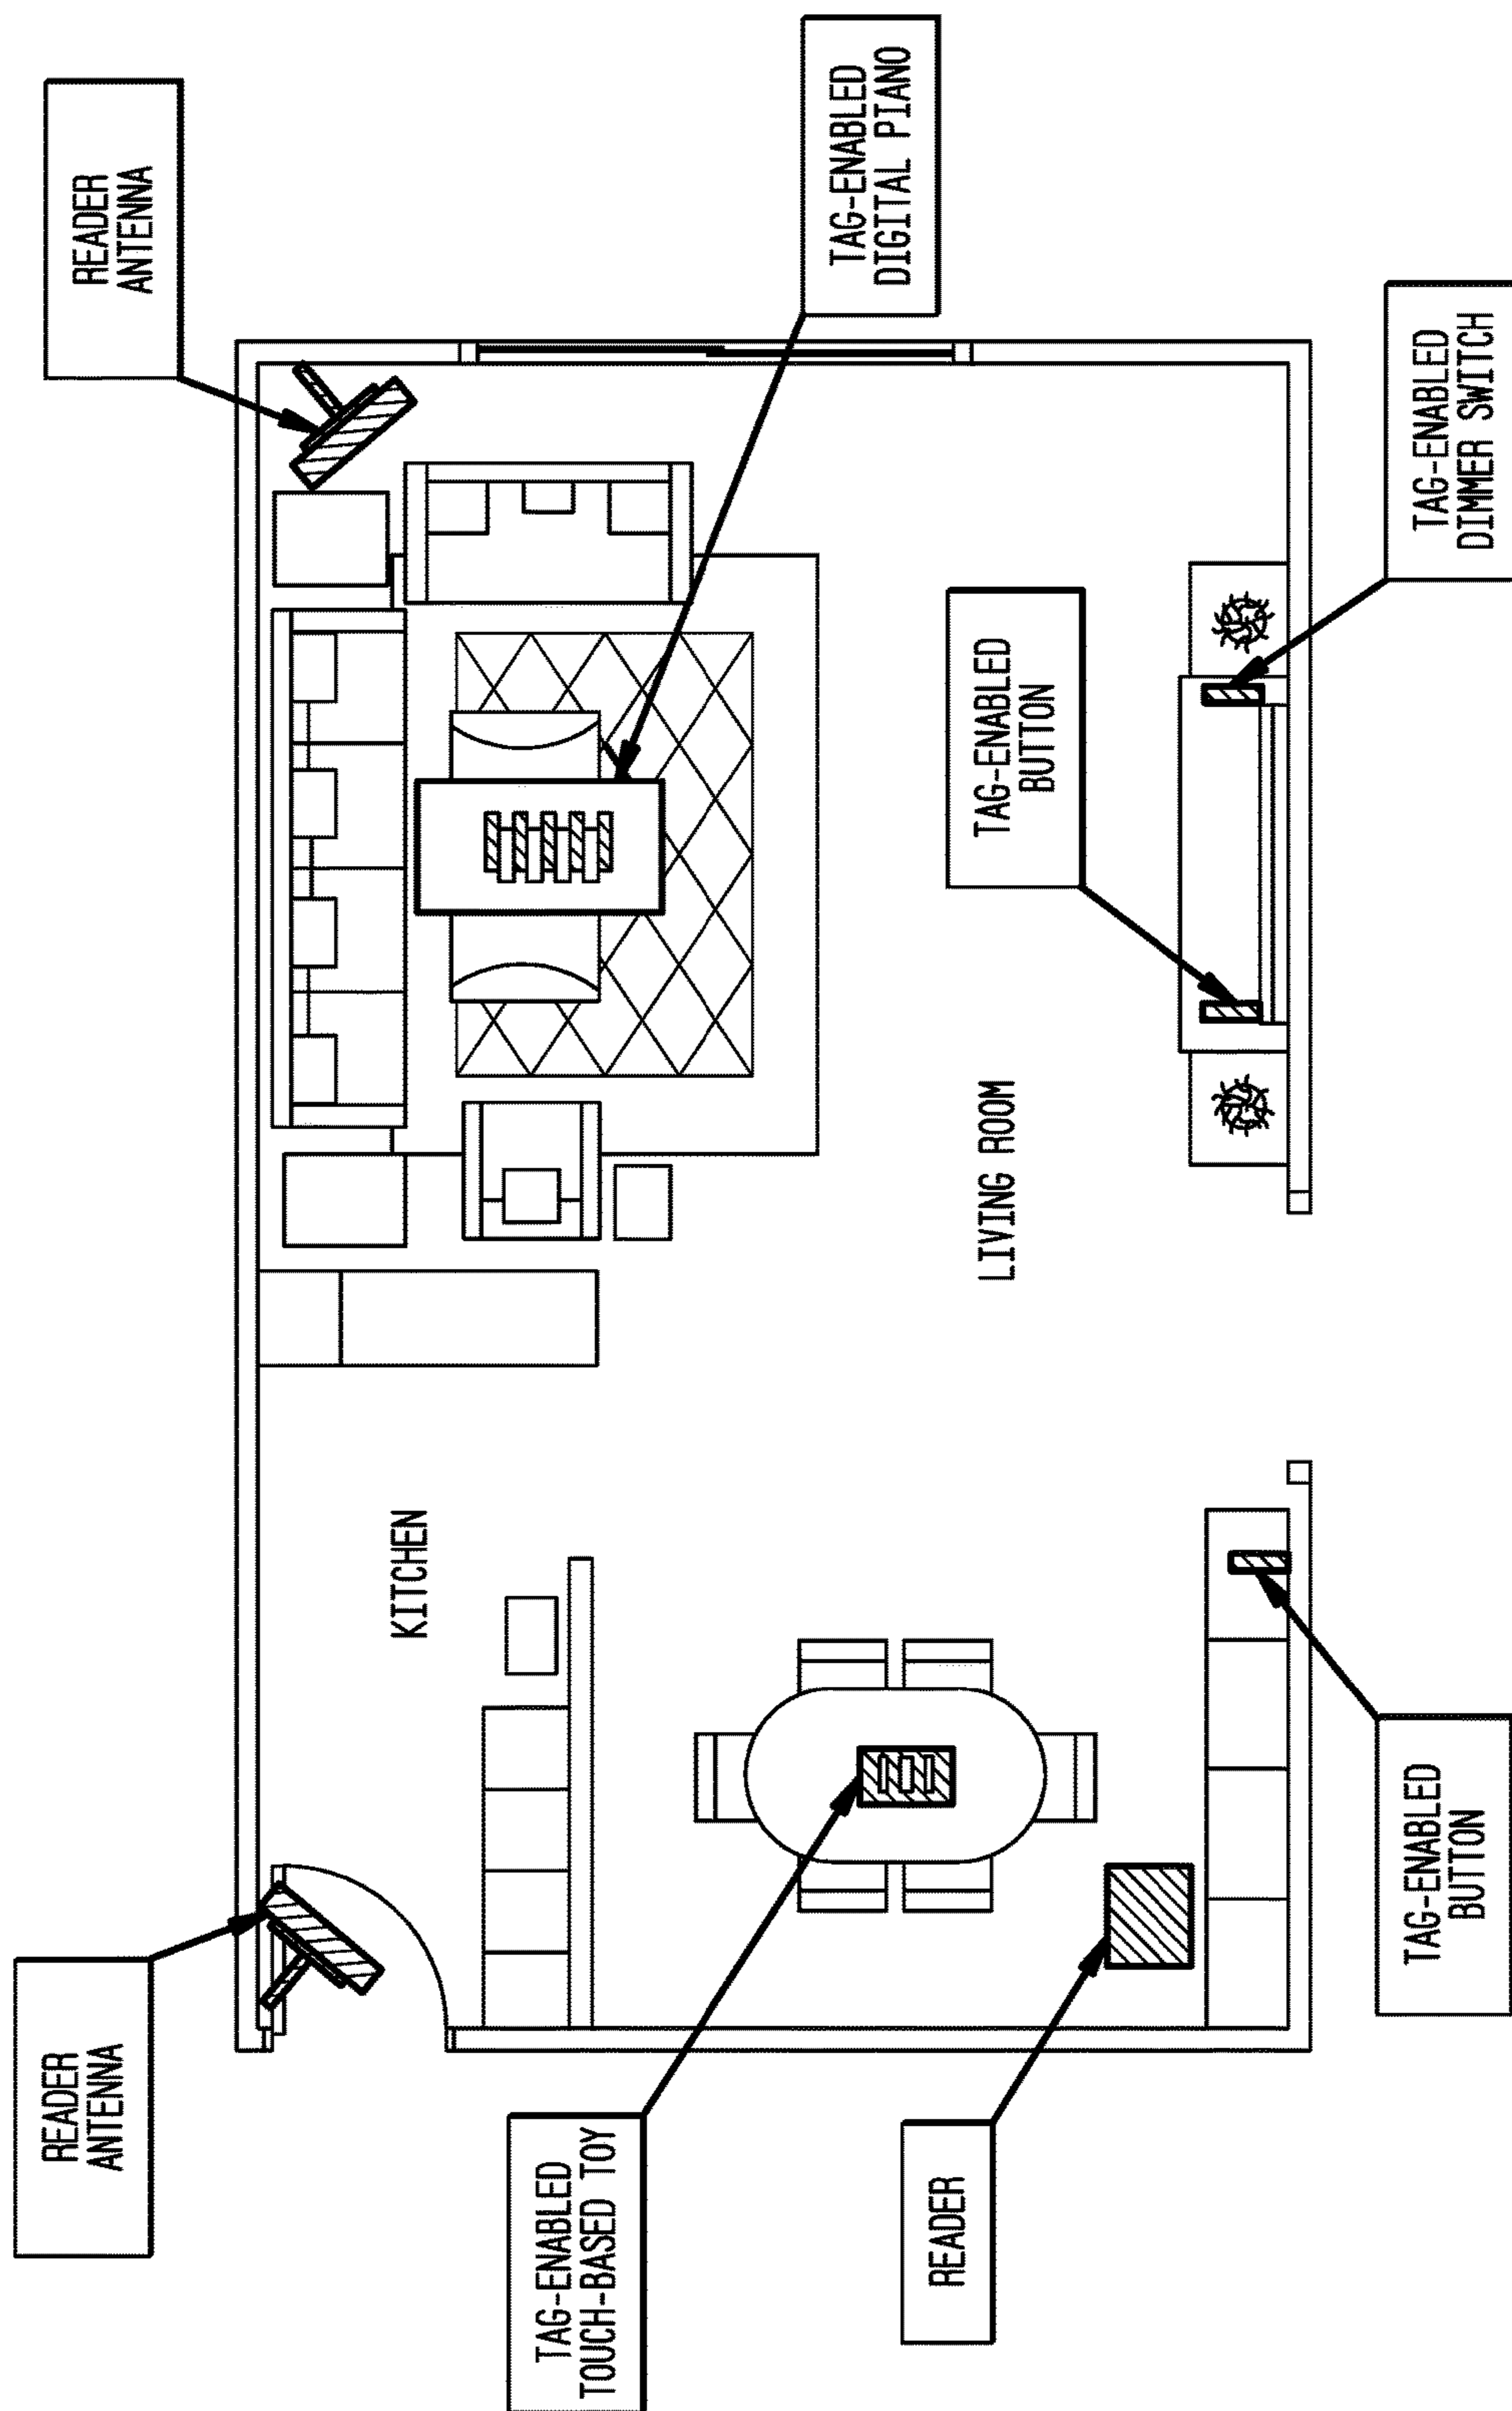 READER
ANTENNA
READER
ANTENNA
KITCHEN
TAG-ENABLED
TOUCH-BASED TOY
TAG-ENABLED
DIGITAL PIANO
READER
LIVING ROOM
TAG-ENABLED
BUTTON
TAG-ENABLED
BUTTON
TAG-ENABLED
DIMMER SWITCH